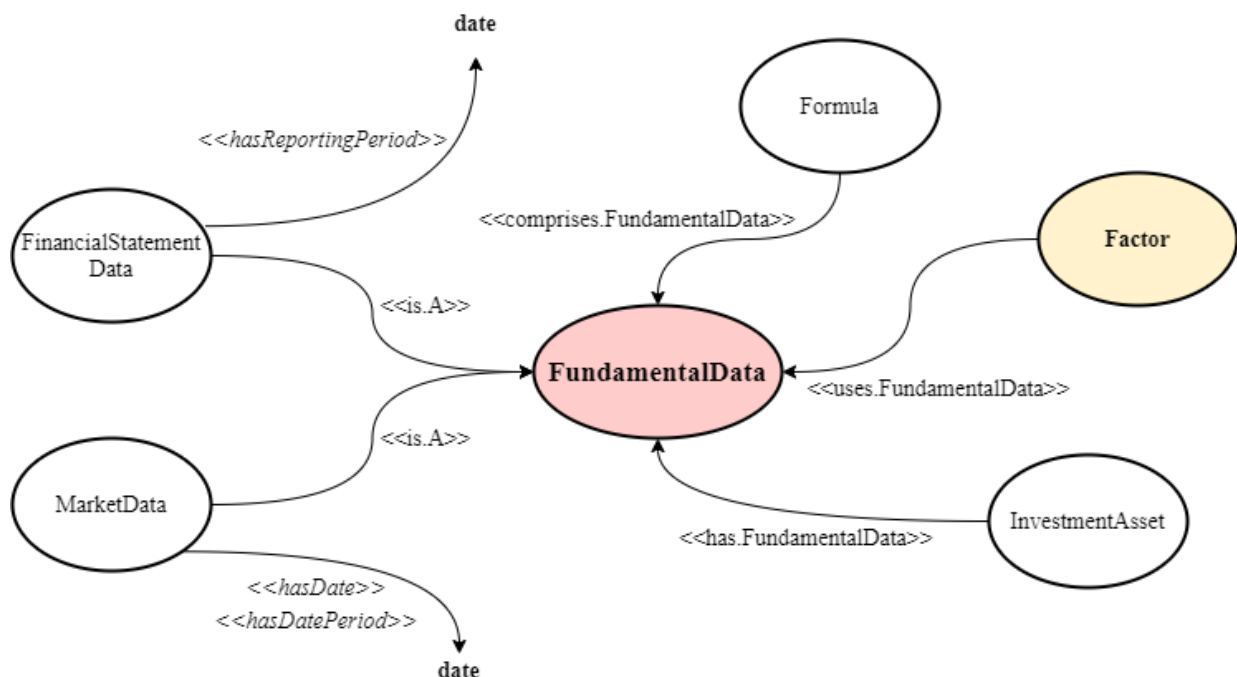 date
Formula
<<hasReportingPeriod>>
<<comprises.FundamentalData>>
FinancialStatement
Data
Factor
<<is.A>>
FundamentalData
<<uses.FundamentalData>>
<<is.A>>
MarketData
InvestmentAsset
<<has.FundamentalData>>
<<hasDate>>
<<hasDatePeriod>>
date